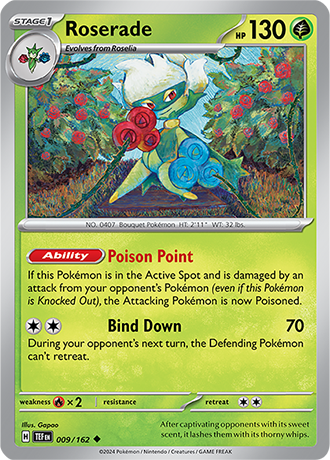 STAGE 1
Roserade
HP 130
Evolves from Roselia
NO. 0407 Bouquet Pokémon HT: 2'11" WT: 32 lbs.
Ability Poison Point
If this Pokémon is in the Active Spot and is damaged by an
attack from your opponent's Pokémon (even if this Pokémon
is Knocked Out), the Attacking Pokémon is now Poisoned.
Bind Down 70
During your opponent's next turn, the Defending Pokémon
can't retreat.
weakness ×2 resistance retreat
Illus. Gapao
H TEF EN 009/162 ◆
After captivating opponents with its sweet
scent, it lashes them with its thorny whips.
©2024 Pokémon / Nintendo / Creatures / GAME FREAK